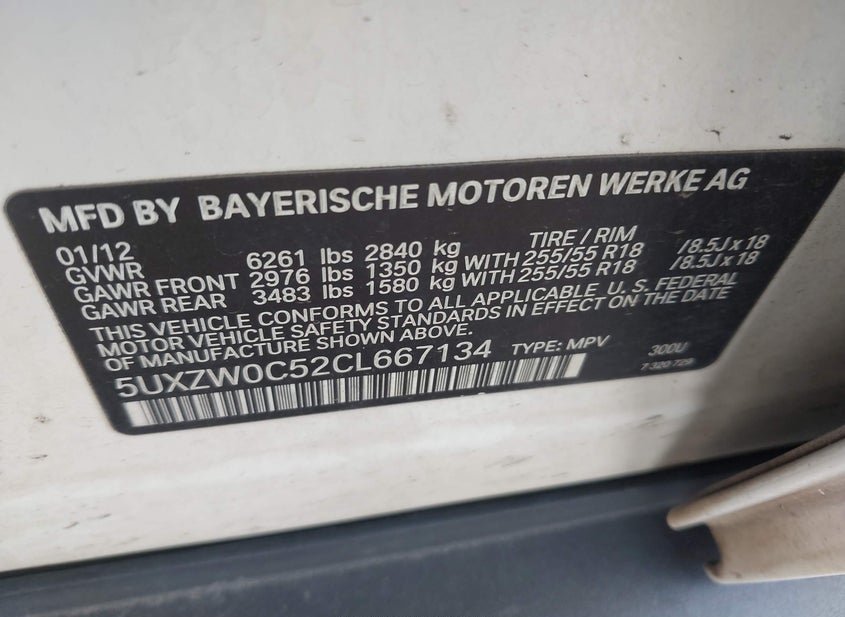 MFD BY BAYERISCHE MOTOREN WERKE AG
01/12 TIRE / RIM
GVWR 6261 lbs 2840 kg
GAWR FRONT 2976 lbs 1350 kg WITH 255/55 R18 /8.5J x 18
GAWR REAR 3483 lbs 1580 kg WITH 255/55 R18 /8.5J x 18
THIS VEHICLE CONFORMS TO ALL APPLICABLE U.S. FEDERAL
MOTOR VEHICLE SAFETY STANDARDS IN EFFECT ON THE DATE
OF MANUFACTURE SHOWN ABOVE.
5UXZW0C52CL667134 TYPE: MPV 300U
7 320 729